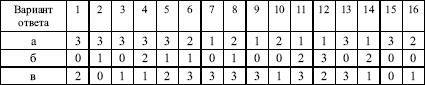 Вариант ответа 1 2 3 4 5 6 7 8 9 10 11 12 13 14 15 16
а 3 3 3 3 3 2 1 2 1 2 1 1 3 1 3 2
б 0 1 0 2 1 1 0 1 0 0 2 3 0 2 0 0
в 2 0 1 1 2 3 3 3 3 1 3 2 3 1 0 1